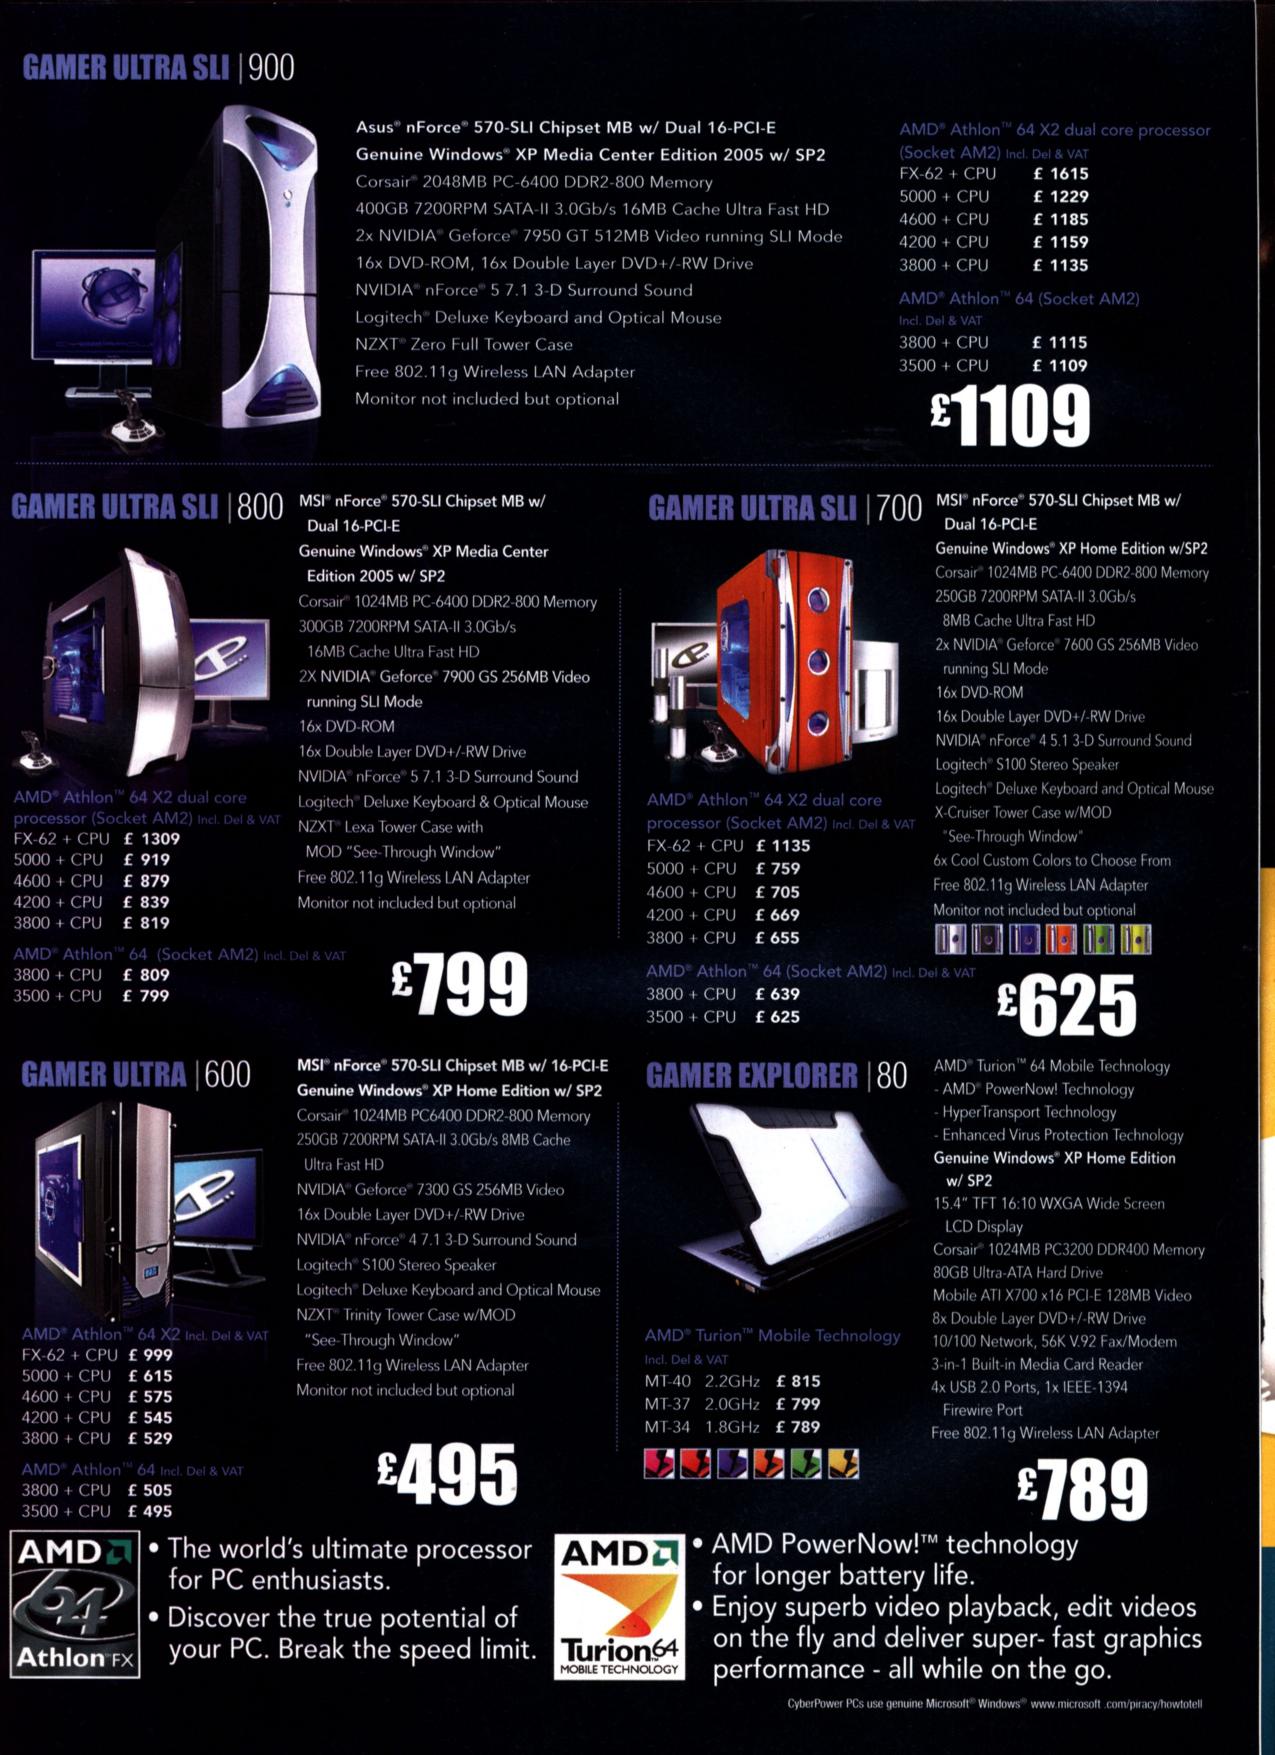 GAMER ULTRA SLI | 900
Asus® nForce® 570-SLI Chipset MB w/ Dual 16-PCI-E
Genuine Windows® XP Media Center Edition 2005 w/ SP2
Corsair® 2048MB PC-6400 DDR2-800 Memory
400GB 7200RPM SATA-II 3.0Gb/s 16MB Cache Ultra Fast HD
2x NVIDIA® Geforce® 7950 GT 512MB Video running SLI Mode
16x DVD-ROM, 16x Double Layer DVD+/-RW Drive
NVIDIA® nForce® 5 7.1 3-D Surround Sound
Logitech® Deluxe Keyboard and Optical Mouse
NZXT® Zero Full Tower Case
Free 802.11g Wireless LAN Adapter
Monitor not included but optional
AMD® Athlon™ 64 X2 dual core processor
(Socket AM2) Incl. Del & VAT
FX-62 + CPU £ 1615
5000 + CPU £ 1229
4600 + CPU £ 1185
4200 + CPU £ 1159
3800 + CPU £ 1135
AMD® Athlon™ 64 (Socket AM2)
Incl. Del & VAT
3800 + CPU £ 1115
3500 + CPU £ 1109
£1109
GAMER ULTRA SLI | 800
MSI® nForce® 570-SLI Chipset MB w/
Dual 16-PCI-E
Genuine Windows® XP Media Center
Edition 2005 w/ SP2
Corsair® 1024MB PC-6400 DDR2-800 Memory
300GB 7200RPM SATA-II 3.0Gb/s
16MB Cache Ultra Fast HD
2X NVIDIA® Geforce® 7900 GS 256MB Video
running SLI Mode
16x DVD-ROM
16x Double Layer DVD+/-RW Drive
NVIDIA® nForce® 5 7.1 3-D Surround Sound
Logitech® Deluxe Keyboard & Optical Mouse
NZXT® Lexa Tower Case with
MOD "See-Through Window"
Free 802.11g Wireless LAN Adapter
Monitor not included but optional
AMD® Athlon™ 64 X2 dual core
processor (Socket AM2) Incl. Del & VAT
FX-62 + CPU £ 1309
5000 + CPU £ 919
4600 + CPU £ 879
4200 + CPU £ 839
3800 + CPU £ 819
AMD® Athlon™ 64 (Socket AM2) Incl. Del & VAT
3800 + CPU £ 809
3500 + CPU £ 799
£799
GAMER ULTRA SLI | 700
MSI® nForce® 570-SLI Chipset MB w/
Dual 16-PCI-E
Genuine Windows® XP Home Edition w/SP2
Corsair® 1024MB PC-6400 DDR2-800 Memory
250GB 7200RPM SATA-II 3.0Gb/s
8MB Cache Ultra Fast HD
2x NVIDIA® Geforce® 7600 GS 256MB Video
running SLI Mode
16x DVD-ROM
16x Double Layer DVD+/-RW Drive
NVIDIA® nForce® 4 5.1 3-D Surround Sound
Logitech® S100 Stereo Speaker
Logitech® Deluxe Keyboard and Optical Mouse
X-Cruiser Tower Case w/MOD
"See-Through Window"
6x Cool Custom Colors to Choose From
Free 802.11g Wireless LAN Adapter
Monitor not included but optional
AMD® Athlon™ 64 X2 dual core
processor (Socket AM2) Incl. Del & VAT
FX-62 + CPU £ 1135
5000 + CPU £ 759
4600 + CPU £ 705
4200 + CPU £ 669
3800 + CPU £ 655
AMD® Athlon™ 64 (Socket AM2) Incl. Del & VAT
3800 + CPU £ 639
3500 + CPU £ 625
£625
GAMER ULTRA | 600
MSI® nForce® 570-SLI Chipset MB w/ 16-PCI-E
Genuine Windows® XP Home Edition w/ SP2
Corsair® 1024MB PC6400 DDR2-800 Memory
250GB 7200RPM SATA-II 3.0Gb/s 8MB Cache
Ultra Fast HD
NVIDIA® Geforce® 7300 GS 256MB Video
16x Double Layer DVD+/-RW Drive
NVIDIA® nForce® 4 7.1 3-D Surround Sound
Logitech® S100 Stereo Speaker
Logitech® Deluxe Keyboard and Optical Mouse
NZXT® Trinity Tower Case w/MOD
"See-Through Window"
Free 802.11g Wireless LAN Adapter
Monitor not included but optional
AMD® Athlon™ 64 X2 Incl. Del & VAT
FX-62 + CPU £ 999
5000 + CPU £ 615
4600 + CPU £ 575
4200 + CPU £ 545
3800 + CPU £ 529
AMD® Athlon™ 64 Incl. Del & VAT
3800 + CPU £ 505
3500 + CPU £ 495
£495
GAMER EXPLORER | 80
AMD® Turion™ 64 Mobile Technology
- AMD® PowerNow! Technology
- HyperTransport Technology
- Enhanced Virus Protection Technology
Genuine Windows® XP Home Edition
w/ SP2
15.4" TFT 16:10 WXGA Wide Screen
LCD Display
Corsair® 1024MB PC3200 DDR400 Memory
80GB Ultra-ATA Hard Drive
Mobile ATI X700 x16 PCI-E 128MB Video
8x Double Layer DVD+/-RW Drive
10/100 Network, 56K V.92 Fax/Modem
3-in-1 Built-in Media Card Reader
4x USB 2.0 Ports, 1x IEEE-1394
Firewire Port
Free 802.11g Wireless LAN Adapter
AMD® Turion™ Mobile Technology
Incl. Del & VAT
MT-40 2.2GHz £ 815
MT-37 2.0GHz £ 799
MT-34 1.8GHz £ 789
£789
AMD
64
Athlon™ FX
• The world's ultimate processor
for PC enthusiasts.
• Discover the true potential of
your PC. Break the speed limit.
AMD
Turion 64
MOBILE TECHNOLOGY
• AMD PowerNow!™ technology
for longer battery life.
• Enjoy superb video playback, edit videos
on the fly and deliver super- fast graphics
performance - all while on the go.
CyberPower PCs use genuine Microsoft® Windows® www.microsoft .com/piracy/howtotell